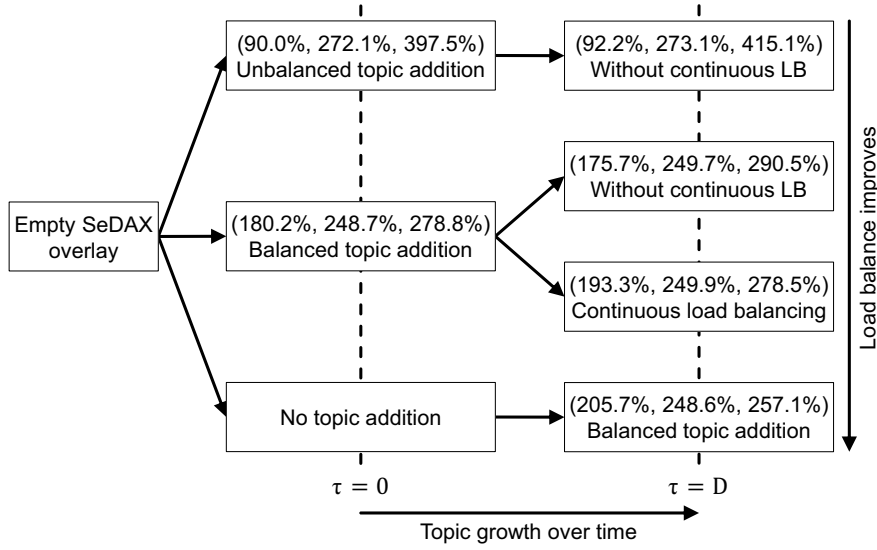 (90.0%, 272.1%, 397.5%)
Unbalanced topic addition
(92.2%, 273.1%, 415.1%)
Without continuous LB
(175.7%, 249.7%, 290.5%)
Without continuous LB
Empty SeDAX
overlay
(180.2%, 248.7%, 278.8%)
Balanced topic addition
(193.3%, 249.9%, 278.5%)
Continuous load balancing
No topic addition
(205.7%, 248.6%, 257.1%)
Balanced topic addition
Load balance improves
τ = 0
τ = D
Topic growth over time